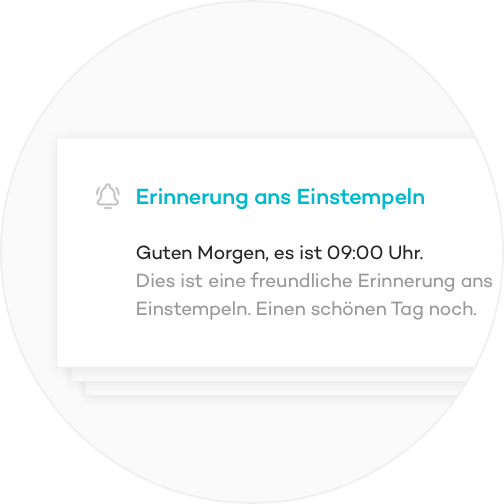 Erinnerung ans Einstempeln
Guten Morgen, es ist 09:00 Uhr.
Dies ist eine freundliche Erinnerung ans
Einstempeln. Einen schönen Tag noch.